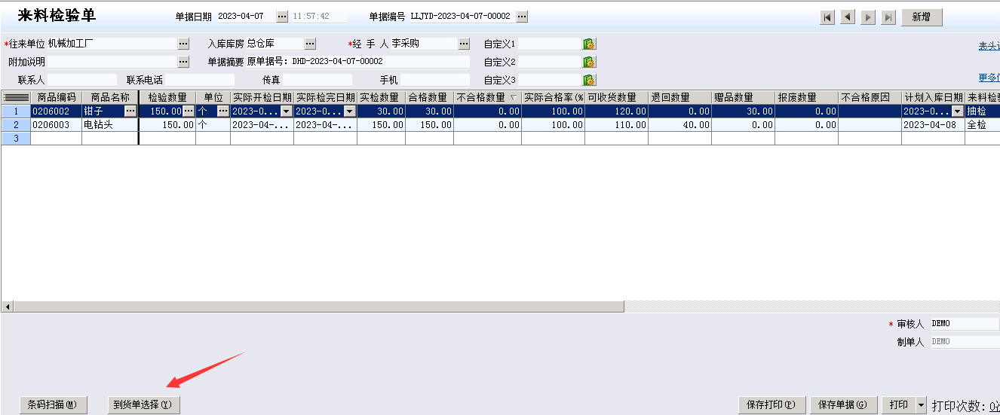 来料检验单 单据日期 2023-04-07 ... 11:57:42 单据编号 LLJYD-2023-04-07-00002 ... 新增
*往来单位 机械加工厂 ... 入库库房 总仓库 ... *经 手 人 李采购 ... 自定义1
附加说明 ... 单据摘要 原单据号: DHD-2023-04-07-00002 自定义2
联系人 联系电话 传真 手机 自定义3
表头
更多
商品编码 商品名称 检验数量 单位 实际开检日期 实际检完日期 实检数量 合格数量 不合格数量 实际合格率(% 可收货数量 退回数量 赠品数量 报废数量 不合格原因 计划入库日期 来料检
1 0206002 钳子 ... 150.00 ... 个 ... 2023-0... 2023-0... 30.00 30.00 0.00 100.00 120.00 0.00 30.00 0.00 2023-0... 抽检
2 0206003 电钻头 150.00 个 2023-04-... 2023-04-... 150.00 150.00 0.00 100.00 110.00 40.00 0.00 0.00 2023-04-08 全检
3
* 审核人 DEMO
制单人 DEMO
条码扫描(M) 到货单选择(Y) 保存打印(P) 保存单据(G) 打印 打印次数: 0